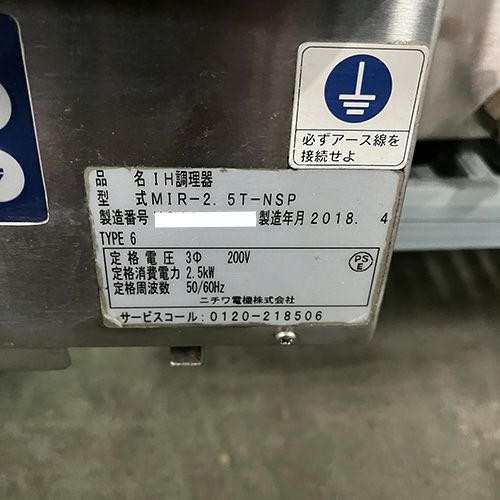 必ずアース線を
接続せよ
品 名 IH調理器
型 式 MIR-2.5T-NSP
製造番号 製造年月 2018. 4
TYPE 6
定格電圧 3Φ 200V
定格消費電力 2.5kW
定格周波数 50/60Hz
PS
E
ニチワ電機株式会社
サービスコール:0120-218506